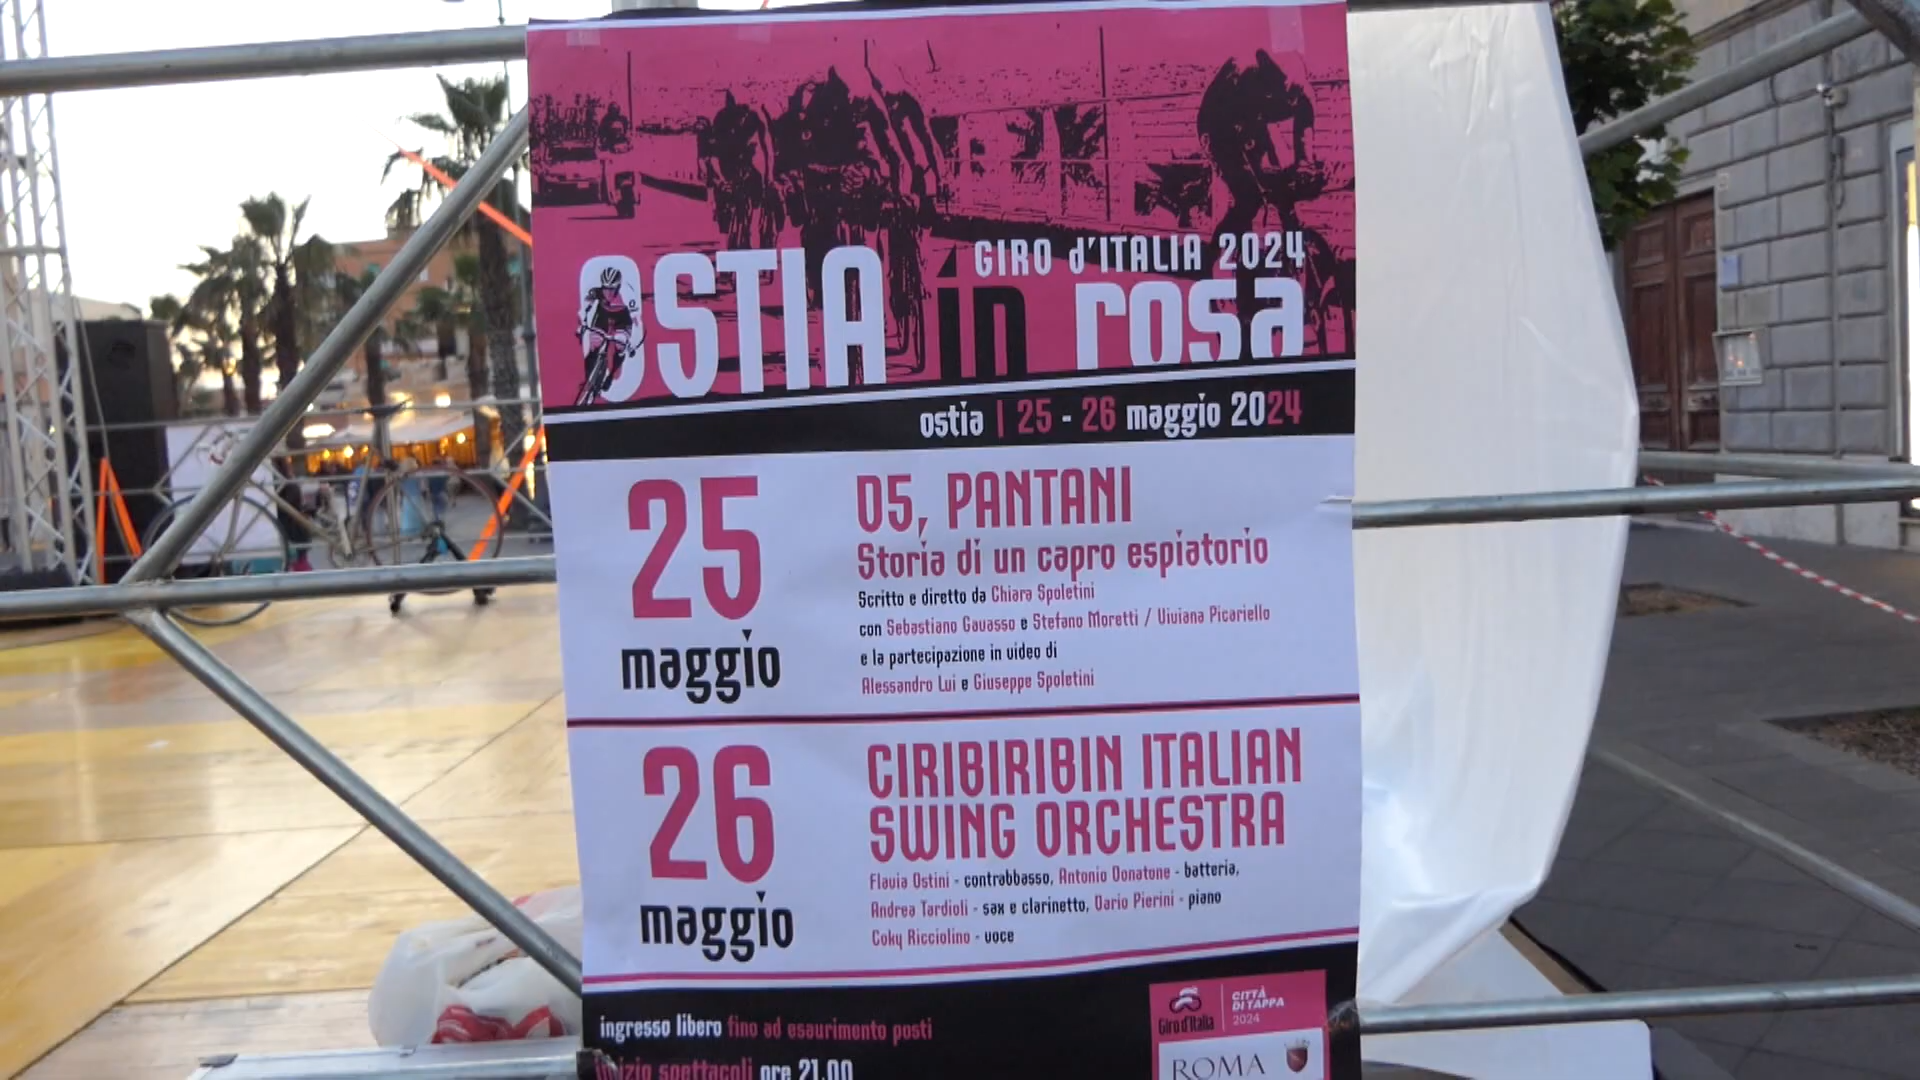 GIRO d'ITALIA 2024
OSTIA in rosa
ostia | 25 - 26 maggio 2024
25
maggio
05, PANTANI
Storia di un capro espiatorio
Scritto e diretto da Chiara Spoletini
con Sebastiano Gavasso e Stefano Moretti / Viviana Picariello
e la partecipazione in video di
Alessandro Lui e Giuseppe Spoletini
26
maggio
CIRIBIRIBIN ITALIAN
SWING ORCHESTRA
Flavia Ostini - contrabbasso, Antonio Donatone - batteria,
Andrea Tardioli - sax e clarinetto, Dario Pierini - piano
Coky Ricciolino - voce
ingresso libero fino ad esaurimento posti
inizio spettacoli ore 21.00
Giro d'Italia
CITTÀ
DI TAPPA
2024
ROMA